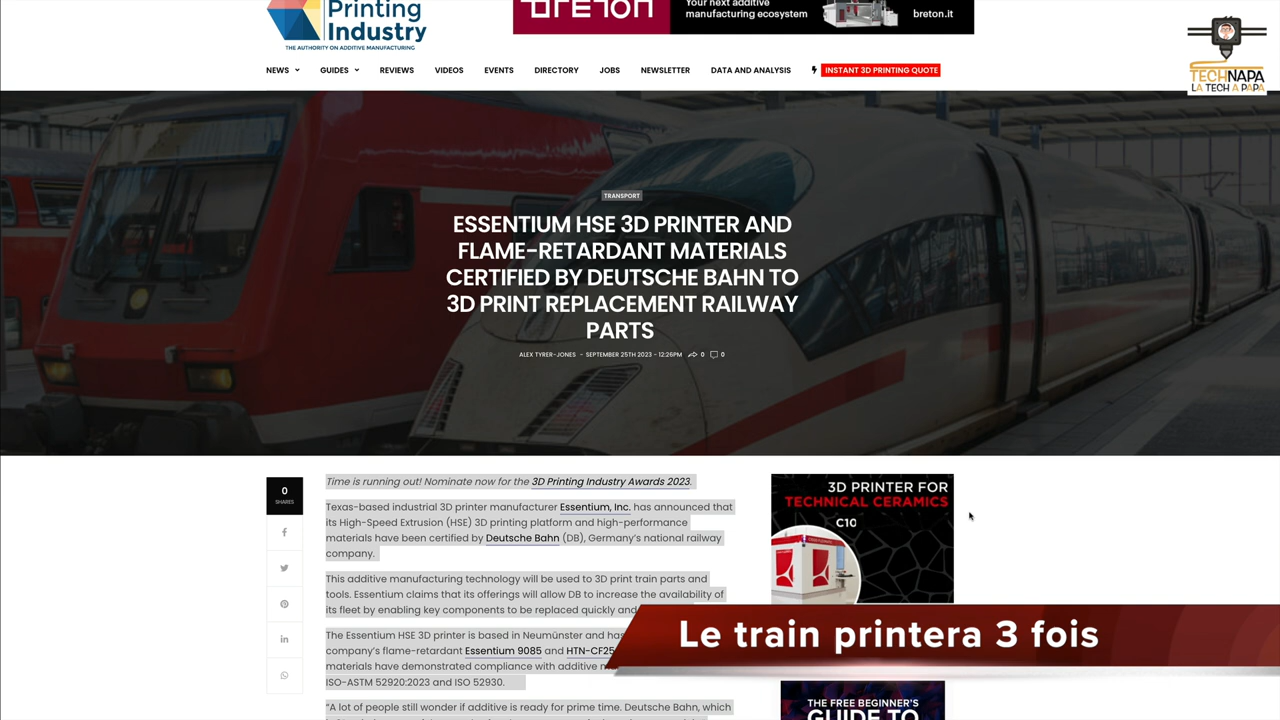 Printing
Industry
THE AUTHORITY ON ADDITIVE MANUFACTURING
BRETON
Your next additive
manufacturing ecosystem
breton.it
TECHNAPA
LA TECH A PAPA
NEWS
GUIDES
REVIEWS
VIDEOS
EVENTS
DIRECTORY
JOBS
NEWSLETTER
DATA AND ANALYSIS
INSTANT 3D PRINTING QUOTE
TRANSPORT
ESSENTIUM HSE 3D PRINTER AND
FLAME-RETARDANT MATERIALS
CERTIFIED BY DEUTSCHE BAHN TO
3D PRINT REPLACEMENT RAILWAY
PARTS
ALEX TYRER-JONES - SEPTEMBER 25TH 2023 - 12:26PM 0 0
0
SHARES
Time is running out! Nominate now for the 3D Printing Industry Awards 2023.
Texas-based industrial 3D printer manufacturer Essentium, Inc. has announced that
its High-Speed Extrusion (HSE) 3D printing platform and high-performance
materials have been certified by Deutsche Bahn (DB), Germany's national railway
company.
This additive manufacturing technology will be used to 3D print train parts and
tools. Essentium claims that its offerings will allow DB to increase the availability of
its fleet by enabling key components to be replaced quickly and
The Essentium HSE 3D printer is based in Neumünster and has
company's flame-retardant Essentium 9085 and HTN-CF25
materials have demonstrated compliance with additive
ISO-ASTM 52920:2023 and ISO 52930.
"A lot of people still wonder if additive is ready for prime time. Deutsche Bahn, which
3D PRINTER FOR
TECHNICAL CERAMICS
C10
Le train printera 3 fois
THE FREE BEGINNER'S
GUIDE TO